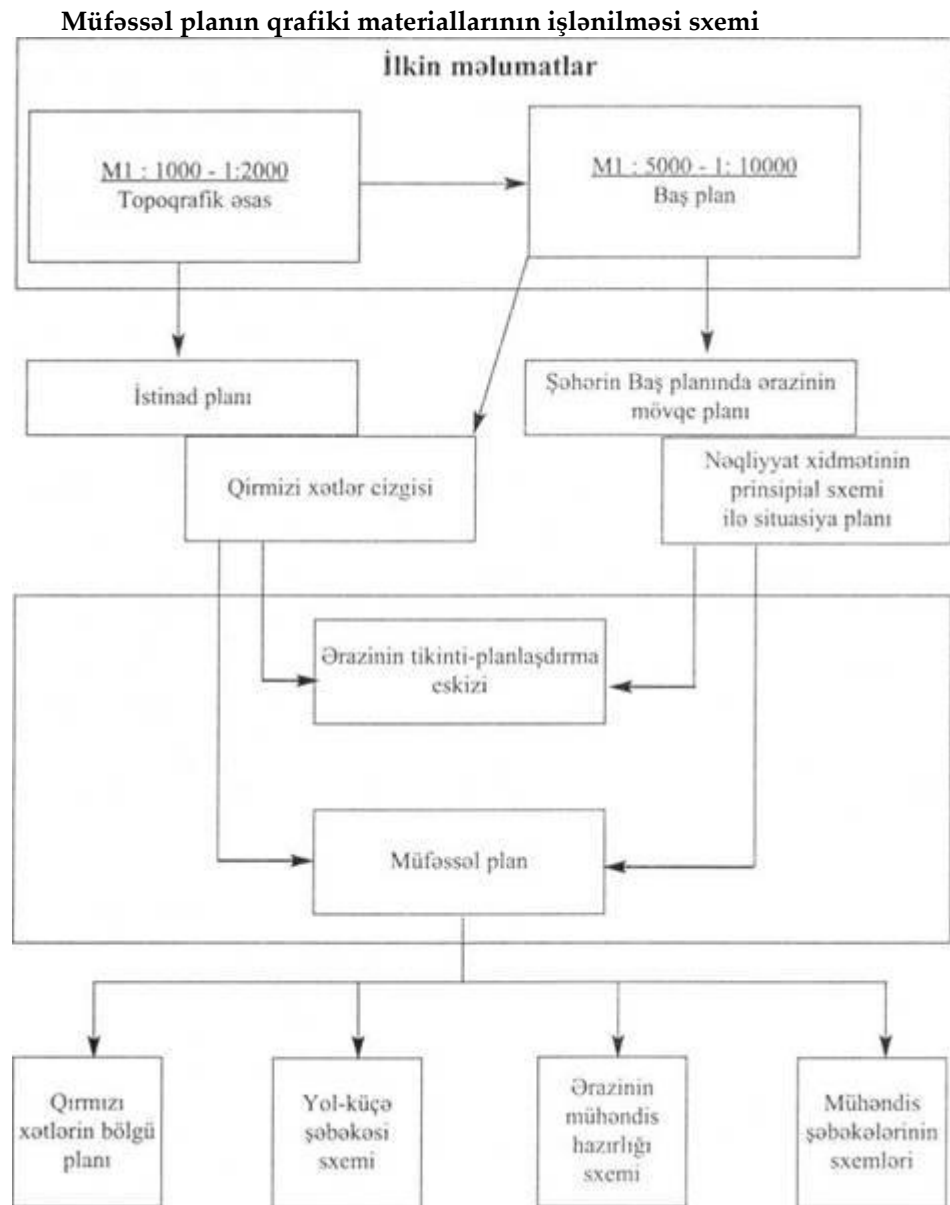 Müfəssəl planın qrafiki materiallarının işlənilməsi sxemi
İlkin məlumatlar
M1 : 1000 - 1:2000
Topoqrafik əsas
M1 : 5000 - 1: 10000
Baş plan
İstinad planı
Şəhərin Baş planında ərazinin
mövqe planı
Qirmizi xətlər cizgisi
Nəqliyyat xidmətinin
prinsipial sxemi
ilə situasiya planı
Ərazinin tikinti-planlaşdırma
eskizi
Müfəssəl plan
Qırmızı
xətlərin bölgü
planı
Yol-küçə
şəbəkəsi
sxemi
Ərazinin
mühəndis
hazırlığı
sxemi
Mühəndis
şəbəkələrinin
sxemləri